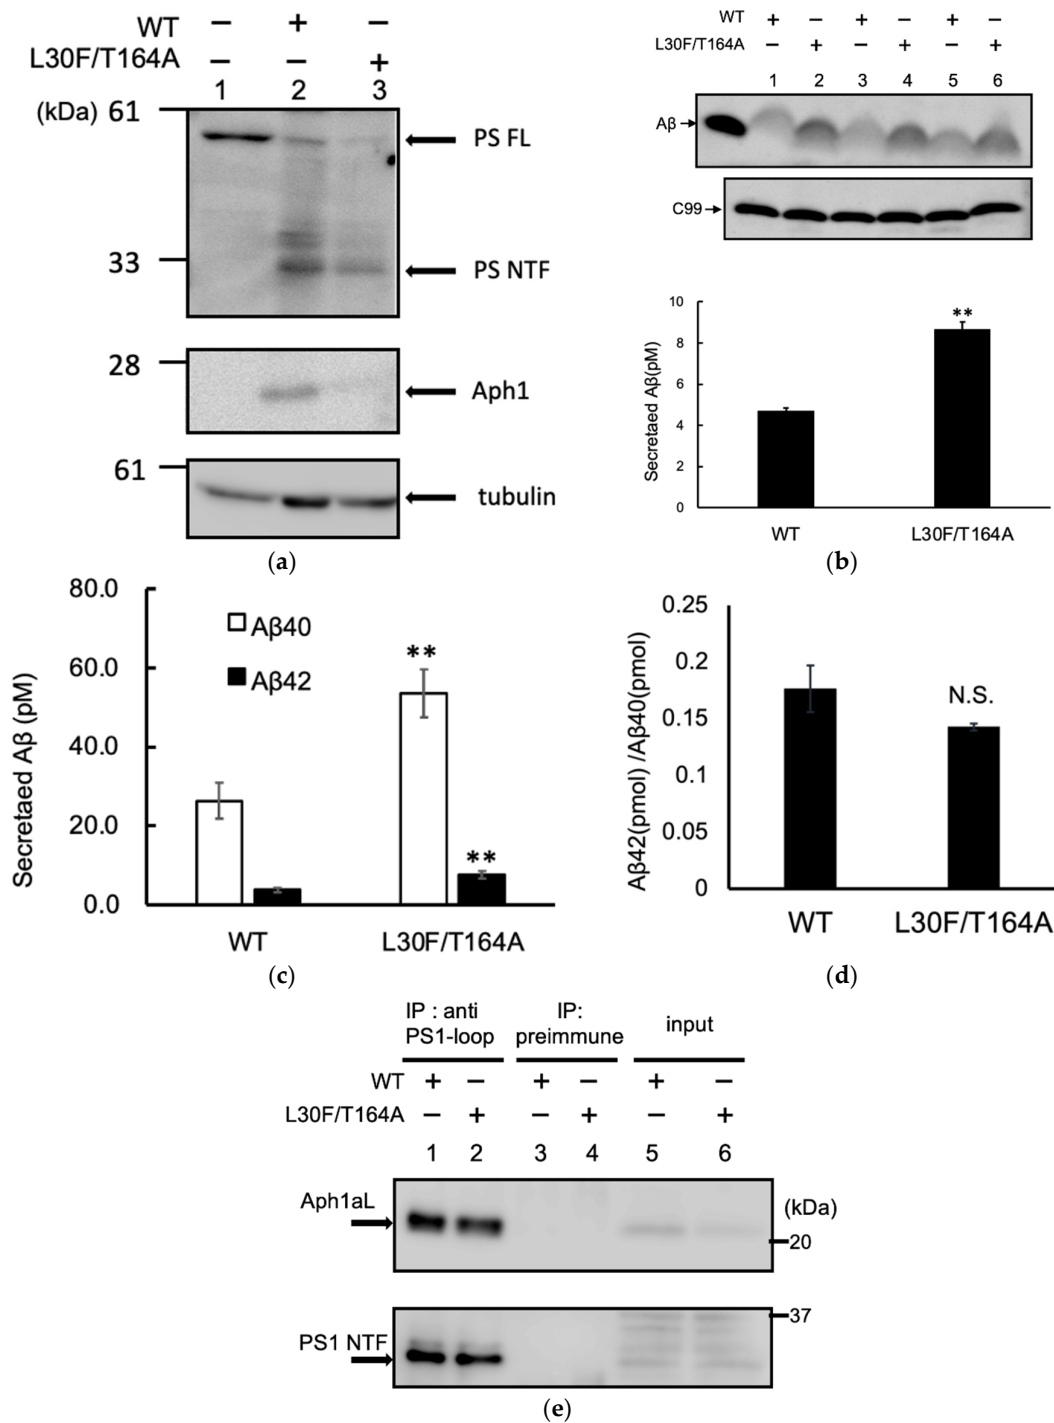 WT − + −
L30F/T164A − − +
1 2 3
(kDa) 61
PS FL
33
PS NTF
28
Aph1
61
tubulin
(a)
WT + − + − + −
L30F/T164A − + − + − +
1 2 3 4 5 6
Aβ
C99
10
8
6
4
2
0
Secretaed Aβ(pM)
**
WT L30F/T164A
(b)
80.0
60.0
40.0
20.0
0.0
Secretaed Aβ (pM)
Aβ40
Aβ42
**
**
WT L30F/T164A
(c)
0.25
0.2
0.15
0.1
0.05
0
Aβ42(pmol) /Aβ40(pmol)
N.S.
WT L30F/T164A
(d)
IP : anti
PS1-loop
IP:
preimmune
input
WT + − + − + −
L30F/T164A − + − + − +
1 2 3 4 5 6
Aph1aL
(kDa)
20
37
PS1 NTF
(e)